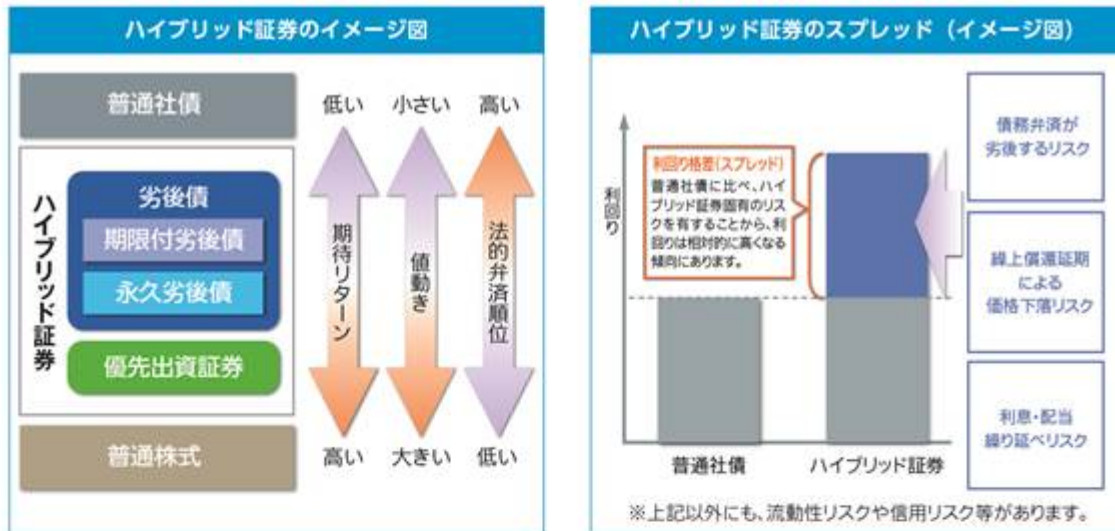 ハイブリッド証券のイメージ図
普通社債
低い
小さい
高い
ハイブリッド証券
劣後債
期限付劣後債
永久劣後債
優先出資証券
期待リターン
値動き
法的弁済順位
普通株式
高い
大きい
低い
ハイブリッド証券のスプレッド（イメージ図）
利回り
利回り格差(スプレッド)
普通社債に比べ、ハイ
ブリッド証券固有のリス
クを有することから、利
回りは相対的に高くなる
傾向にあります。
債務弁済が
劣後するリスク
繰上償還延期
による
価格下落リスク
利息・配当
繰り延べリスク
普通社債
ハイブリッド証券
※上記以外にも、流動性リスクや信用リスク等があります。